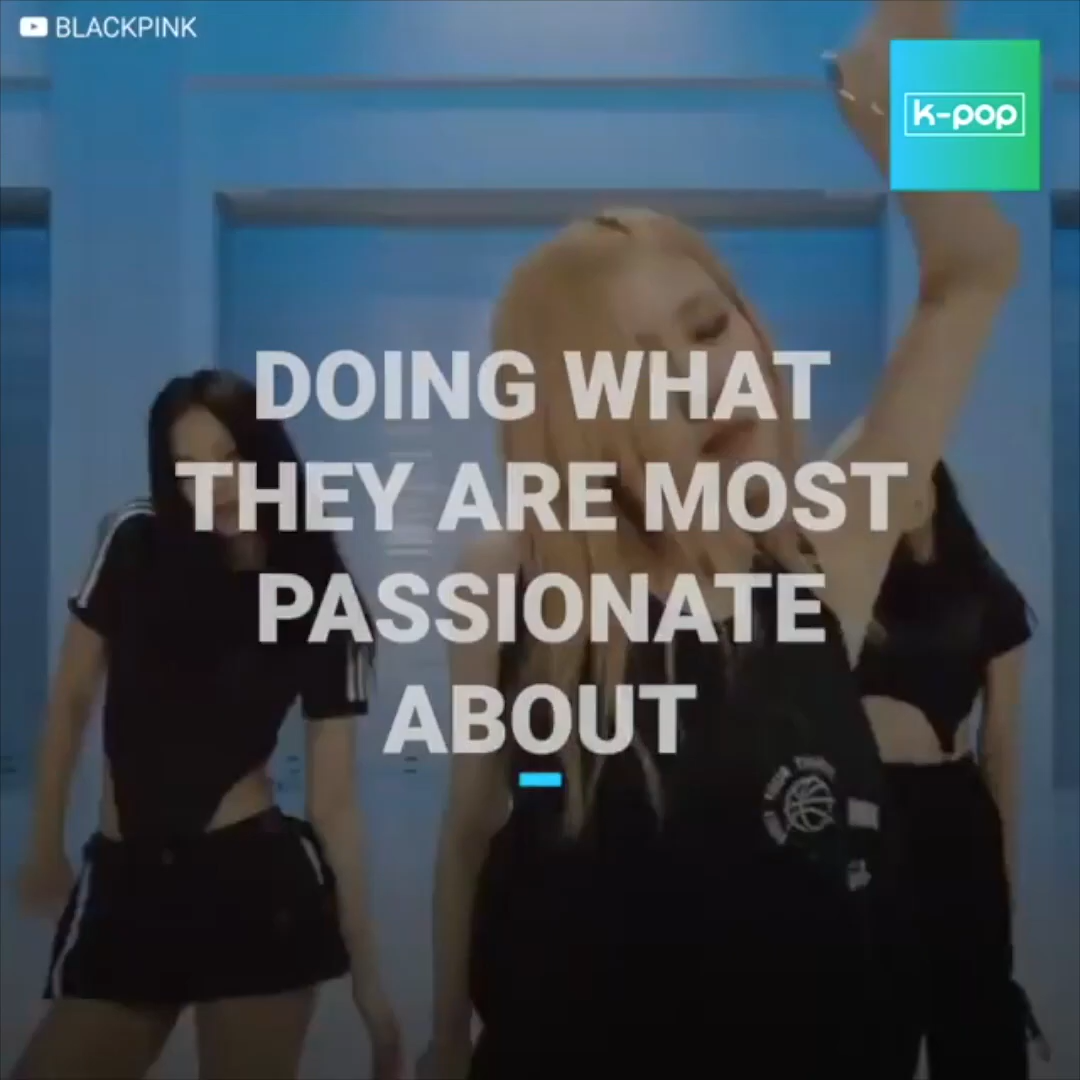 BLACKPINK
k-pop
DOING WHAT
THEY ARE MOST
PASSIONATE
ABOUT